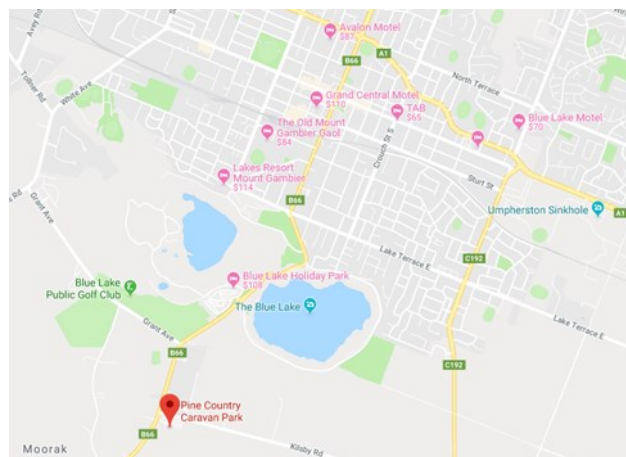 Avalon Motel
$87
Avey Rd
A1
B66
North Terrace
Tollner Rd
White Ave
Grand Central Motel
$110
TAB
$65
Blue Lake Motel
$70
The Old Mount
Gambier Gaol
$84
Crouch St S
Lakes Resort
Mount Gambier
$114
Sturt St
B66
Umpherston Sinkhole
A1
Grant Ave
Lake Terrace E
C192
Blue Lake Holiday Park
$108
Blue Lake
Public Golf Club
The Blue Lake
Lake Terrace E
Grant Ave
B66
C192
Pine Country
Caravan Park
B66
Kilsby Rd
Moorak